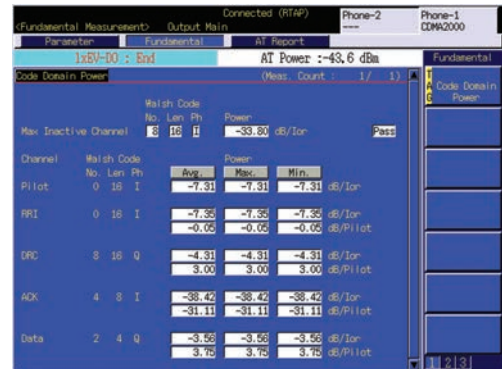 Connected (RTAP) Phone-2 Phone-1
<Fundamental Measurement> Output Main ---- CDMA2000
Parameter Fundamental AT Report
1xEV-DO : End AT Power :-43.6 dBm Fundamental
Code Domain Power (Meas. Count : 1/ 1) TAG Code Domain Power
Walsh Code
No. Len Ph Power
Max Inactive Channel 8 16 I -33.80 dB/Ior Pass
Channel Walsh Code Power
No. Len Ph Avg. Max. Min.
Pilot 0 16 I -7.31 -7.31 -7.31 dB/Ior
RRI 0 16 I -7.35 -7.35 -7.35 dB/Ior
-0.05 -0.05 -0.05 dB/Pilot
DRC 8 16 Q -4.31 -4.31 -4.31 dB/Ior
3.00 3.00 3.00 dB/Pilot
ACK 4 8 I -38.42 -38.42 -38.42 dB/Ior
-31.11 -31.11 -31.11 dB/Pilot
Data 2 4 Q -3.56 -3.56 -3.56 dB/Ior
3.75 3.75 3.75 dB/Pilot
1 2 3